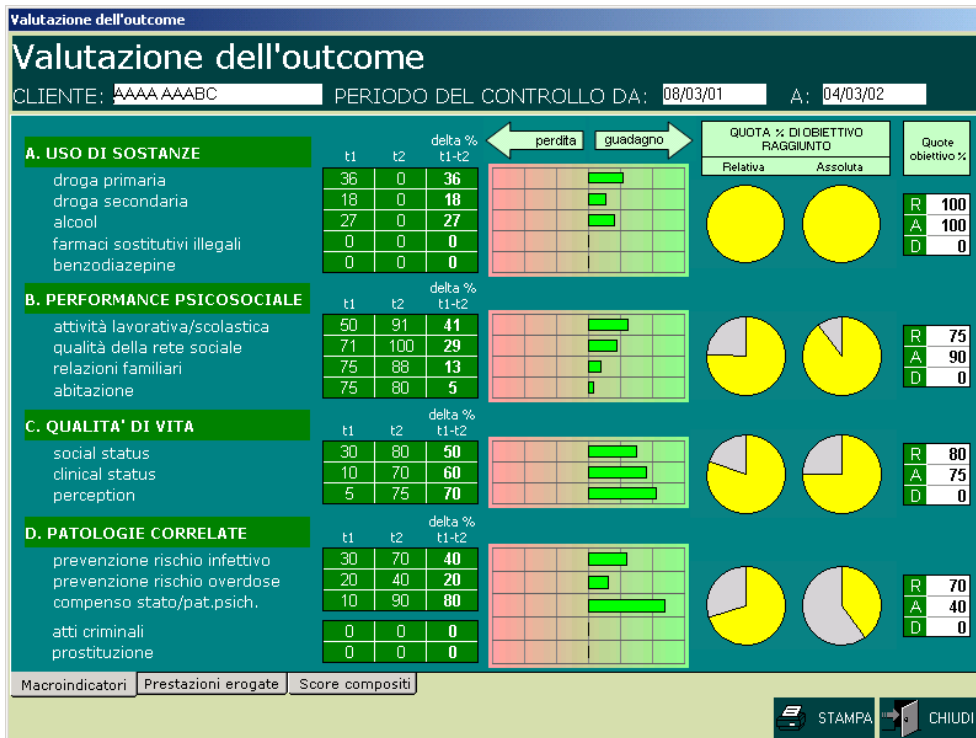 Valutazione dell'outcome
Valutazione dell'outcome
CLIENTE: AAAA AAABC PERIODO DEL CONTROLLO DA: 08/03/01 A: 04/03/02
perdita guadagno
QUOTA % DI OBIETTIVO RAGGIUNTO
Relativa Assoluta
Quote obiettivo %
A. USO DI SOSTANZE t1 t2 delta % t1-t2
droga primaria 36 0 36
droga secondaria 18 0 18
alcool 27 0 27
farmaci sostitutivi illegali 0 0 0
benzodiazepine 0 0 0
R 100
A 100
D 0
B. PERFORMANCE PSICOSOCIALE t1 t2 delta % t1-t2
attività lavorativa/scolastica 50 91 41
qualità della rete sociale 71 100 29
relazioni familiari 75 88 13
abitazione 75 80 5
R 75
A 90
D 0
C. QUALITA' DI VITA t1 t2 delta % t1-t2
social status 30 80 50
clinical status 10 70 60
perception 5 75 70
R 80
A 75
D 0
D. PATOLOGIE CORRELATE t1 t2 delta % t1-t2
prevenzione rischio infettivo 30 70 40
prevenzione rischio overdose 20 40 20
compenso stato/pat.psich. 10 90 80
atti criminali 0 0 0
prostituzione 0 0 0
R 70
A 40
D 0
Macroindicatori Prestazioni erogate Score compositi
STAMPA CHIUDI